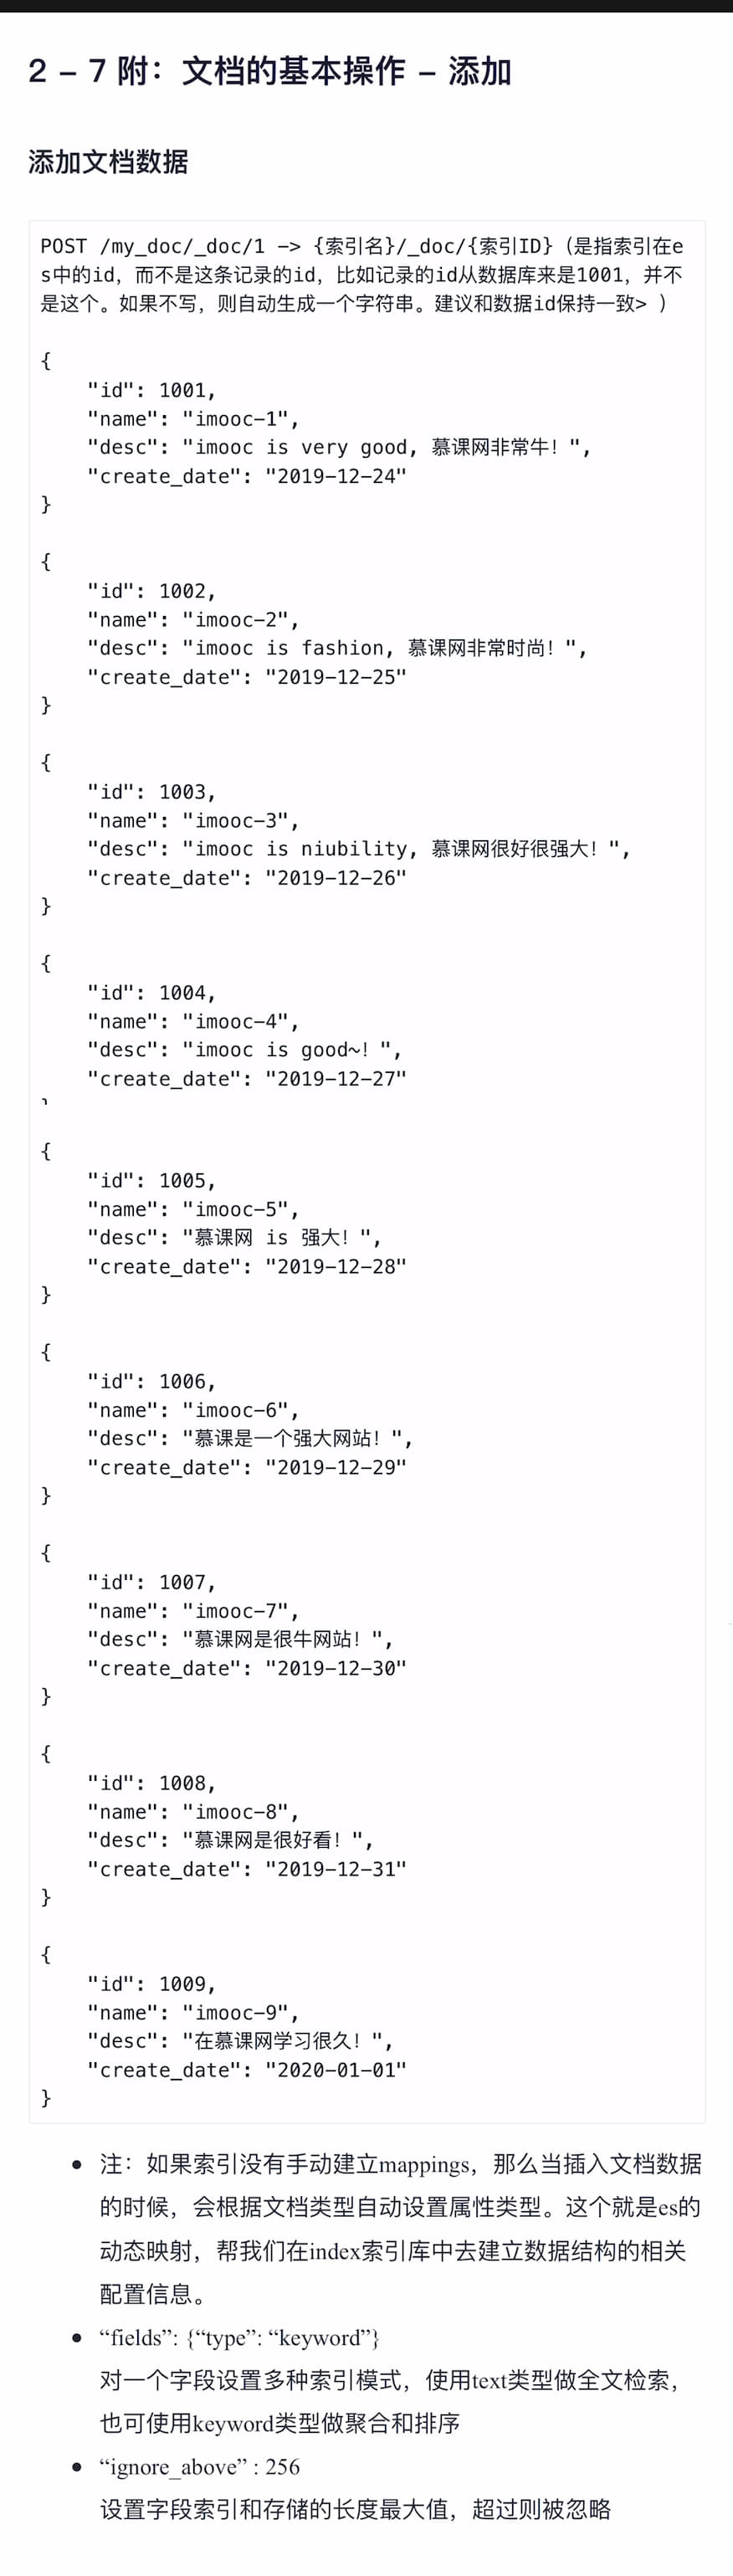 2 – 7 附：文档的基本操作 – 添加
添加文档数据
POST /my_doc/_doc/1 -> {索引名}/_doc/{索引ID}（是指索引在e
s中的id，而不是这条记录的id，比如记录的id从数据库来是1001，并不
是这个。如果不写，则自动生成一个字符串。建议和数据id保持一致> ）
{
    "id": 1001,
    "name": "imooc-1",
    "desc": "imooc is very good, 慕课网非常牛！",
    "create_date": "2019-12-24"
}
{
    "id": 1002,
    "name": "imooc-2",
    "desc": "imooc is fashion, 慕课网非常时尚！",
    "create_date": "2019-12-25"
}
{
    "id": 1003,
    "name": "imooc-3",
    "desc": "imooc is niubility, 慕课网很好很强大！",
    "create_date": "2019-12-26"
}
{
    "id": 1004,
    "name": "imooc-4",
    "desc": "imooc is good~！",
    "create_date": "2019-12-27"
}
{
    "id": 1005,
    "name": "imooc-5",
    "desc": "慕课网 is 强大！",
    "create_date": "2019-12-28"
}
{
    "id": 1006,
    "name": "imooc-6",
    "desc": "慕课是一个强大网站！",
    "create_date": "2019-12-29"
}
{
    "id": 1007,
    "name": "imooc-7",
    "desc": "慕课网是很牛网站！",
    "create_date": "2019-12-30"
}
{
    "id": 1008,
    "name": "imooc-8",
    "desc": "慕课网是很好看！",
    "create_date": "2019-12-31"
}
{
    "id": 1009,
    "name": "imooc-9",
    "desc": "在慕课网学习很久！",
    "create_date": "2020-01-01"
}
• 注：如果索引没有手动建立mappings，那么当插入文档数据
的时候，会根据文档类型自动设置属性类型。这个就是es的
动态映射，帮我们在index索引库中去建立数据结构的相关
配置信息。
• “fields”: {“type”: “keyword”}
对一个字段设置多种索引模式，使用text类型做全文检索，
也可使用keyword类型做聚合和排序
• “ignore_above” : 256
设置字段索引和存储的长度最大值，超过则被忽略